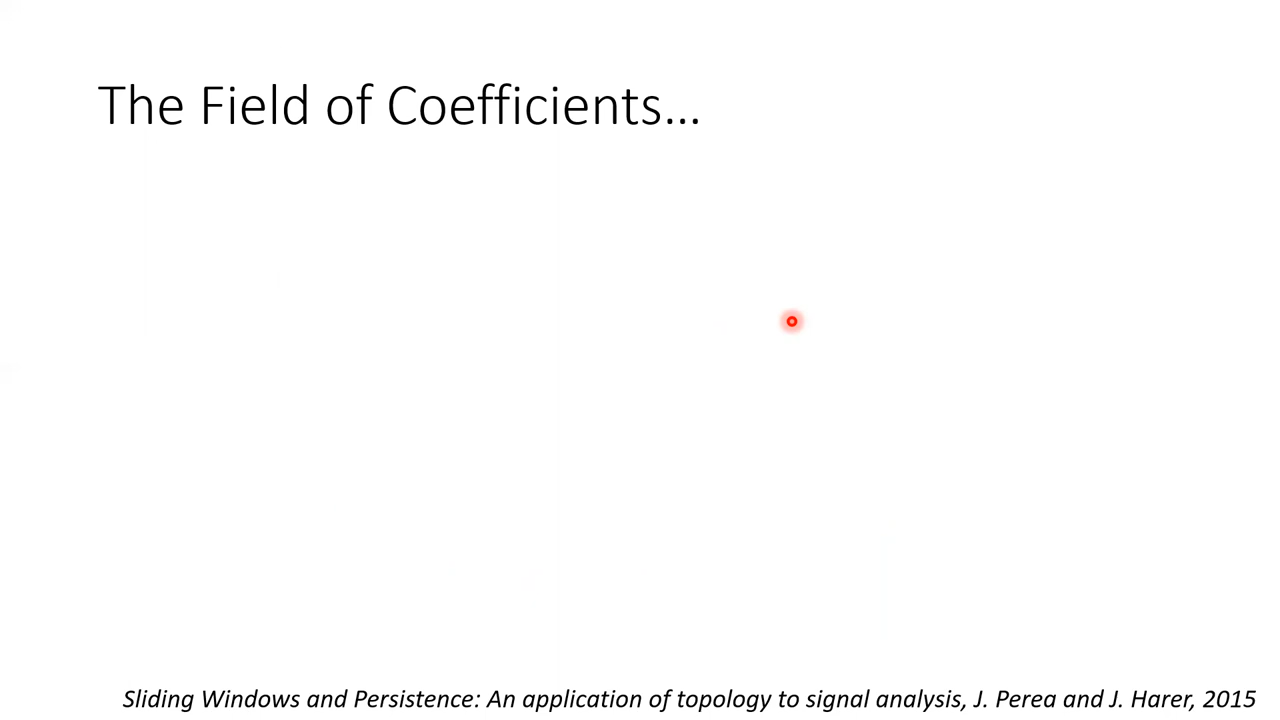 The Field of Coefficients…
Sliding Windows and Persistence: An application of topology to signal analysis, J. Perea and J. Harer, 2015